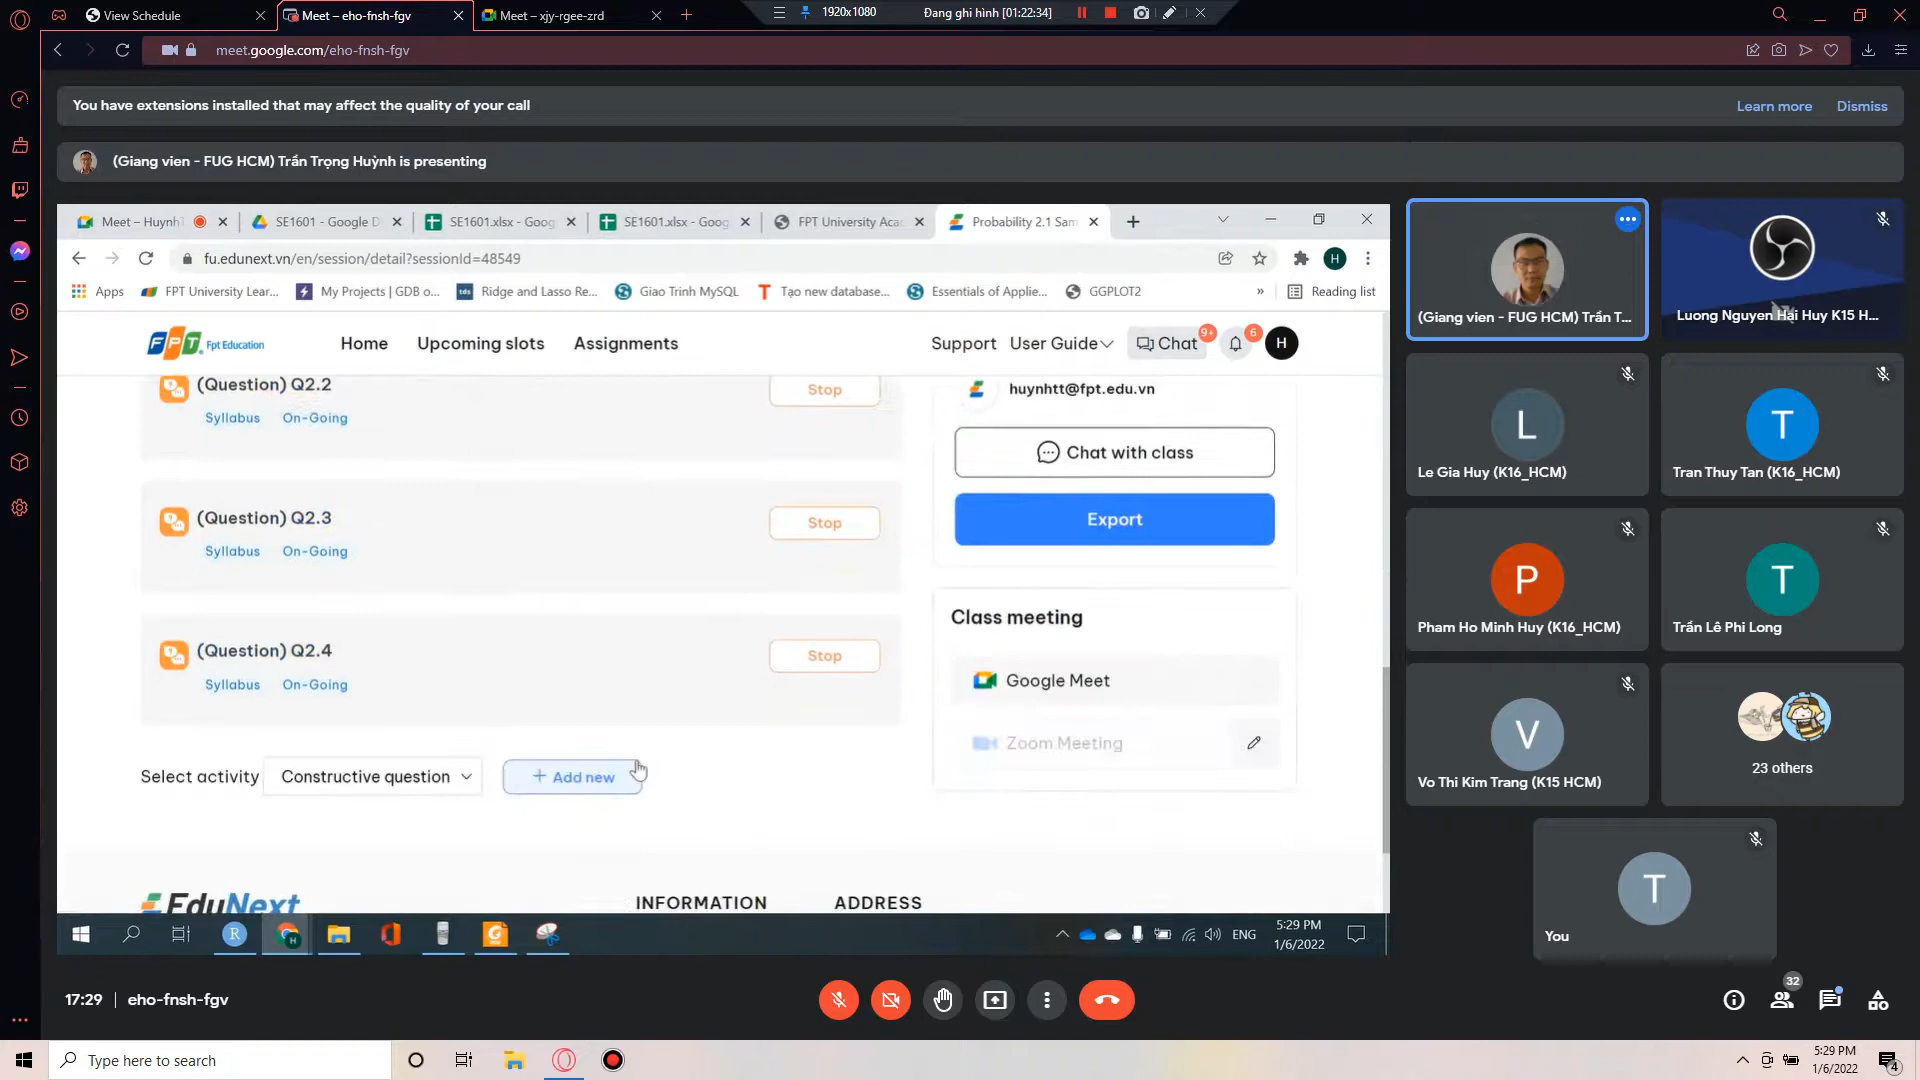 View Schedule
Meet – eho-fnsh-fgv
Meet – xjy-rgee-zrd
1920x1080
Đang ghi hình [01:22:34]
meet.google.com/eho-fnsh-fgv
You have extensions installed that may affect the quality of your call
Learn more
Dismiss
(Giang vien - FUG HCM) Trần Trọng Huỳnh is presenting
Meet – HuynhT
SE1601 - Google D
SE1601.xlsx - Goog
SE1601.xlsx - Goog
FPT University Aca
Probability 2.1 Sam
fu.edunext.vn/en/session/detail?sessionId=48549
H
Apps
FPT University Lear...
My Projects | GDB o...
tds
Ridge and Lasso Re...
Giao Trinh MySQL
Tạo new database...
Essentials of Applie...
GGPLOT2
»
Reading list
FPT. Fpt Education
Home
Upcoming slots
Assignments
Support
User Guide
Chat
9+
6
H
(Question) Q2.2
Syllabus
On-Going
Stop
(Question) Q2.3
Syllabus
On-Going
Stop
(Question) Q2.4
Syllabus
On-Going
Stop
Select activity
Constructive question
+ Add new
huynhtt@fpt.edu.vn
Chat with class
Export
Class meeting
Google Meet
Zoom Meeting
EduNext
INFORMATION
ADDRESS
ENG
5:29 PM
1/6/2022
(Giang vien - FUG HCM) Trần T...
Luong Nguyen Hai Huy K15 H...
L
Le Gia Huy (K16_HCM)
T
Tran Thuy Tan (K16_HCM)
P
Pham Ho Minh Huy (K16_HCM)
T
Trần Lê Phi Long
V
Vo Thi Kim Trang (K15 HCM)
23 others
T
You
17:29
eho-fnsh-fgv
32
Type here to search
5:29 PM
1/6/2022
4